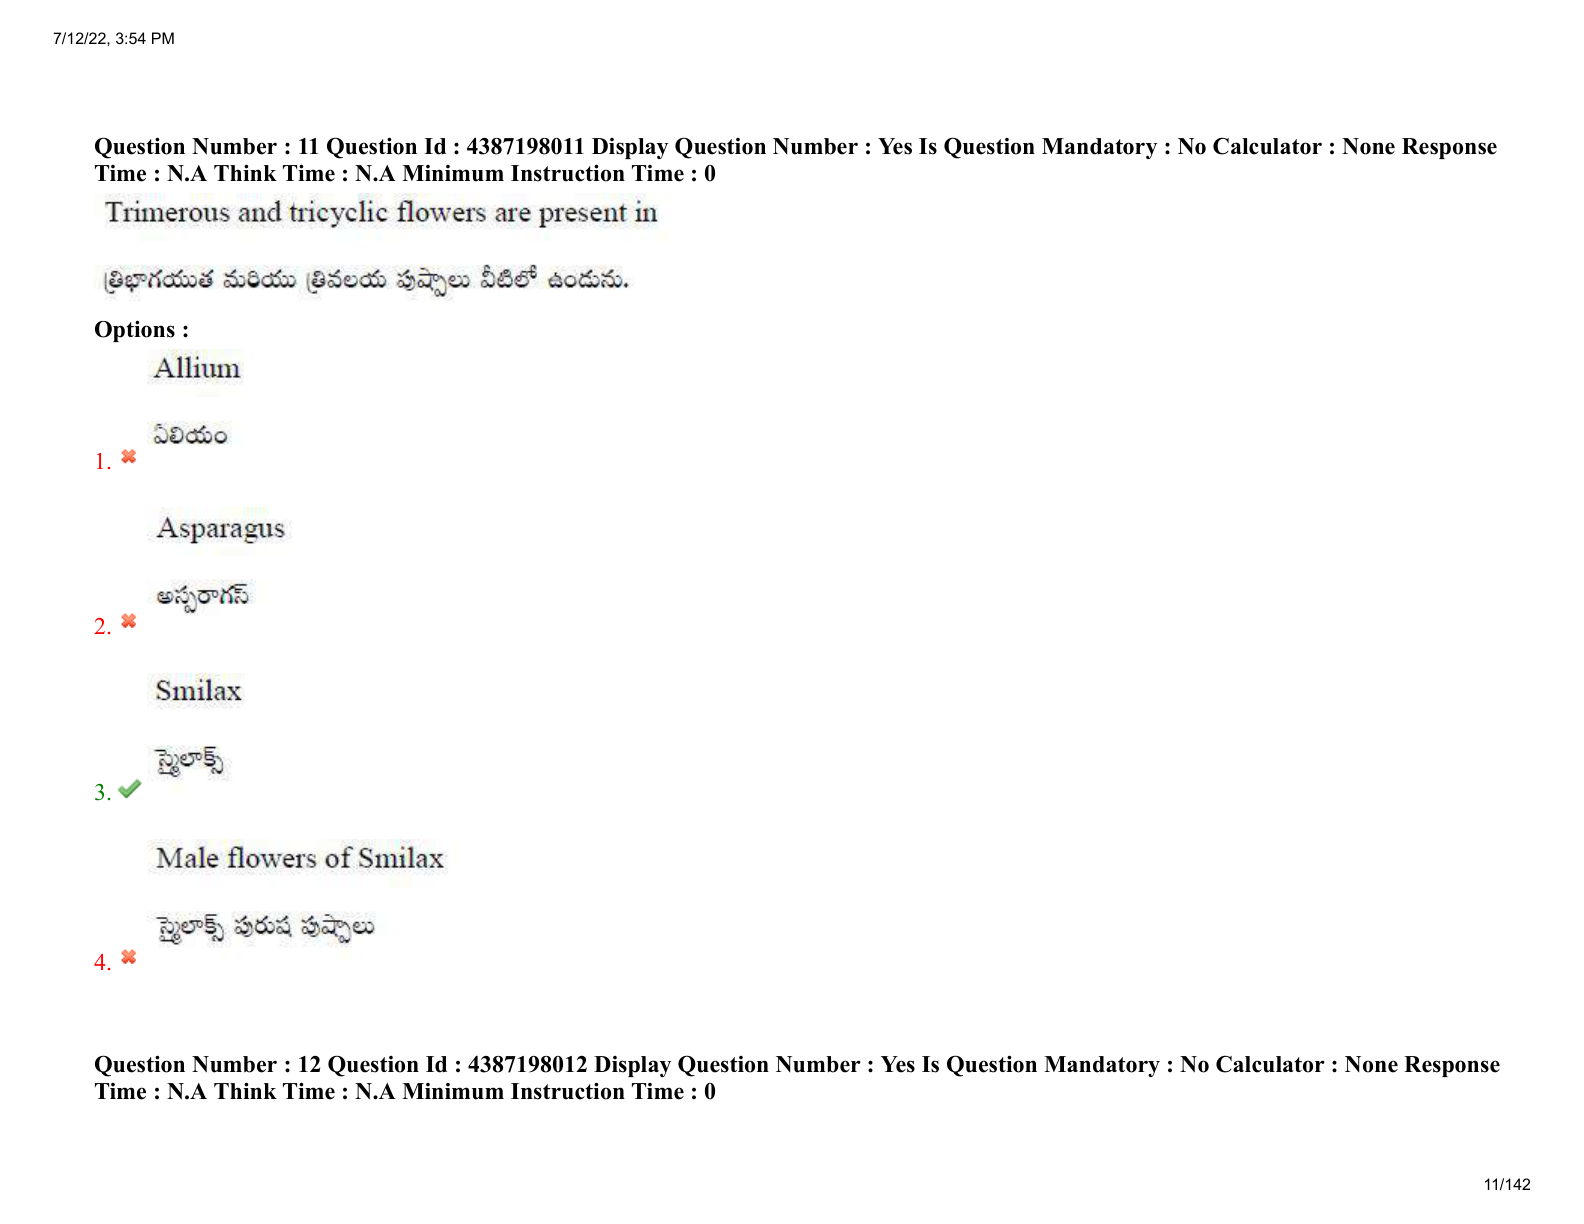 7/12/22, 3:54 PM
Question Number : 11 Question Id : 4387198011 Display Question Number : Yes Is Question Mandatory : No Calculator : None Response
Time : N.A Think Time : N.A Minimum Instruction Time : 0
Trimerous and tricyclic flowers are present in
త్రిభాగయుత మరియు త్రివలయ పుష్పాలు వీటిలో ఉండును.
Options :
Allium
ఏలియం
1.
Asparagus
అస్పరాగస్
2.
Smilax
స్మైలాక్స్
3.
Male flowers of Smilax
స్మైలాక్స్ పురుష పుష్పాలు
4.
Question Number : 12 Question Id : 4387198012 Display Question Number : Yes Is Question Mandatory : No Calculator : None Response
Time : N.A Think Time : N.A Minimum Instruction Time : 0
11/142